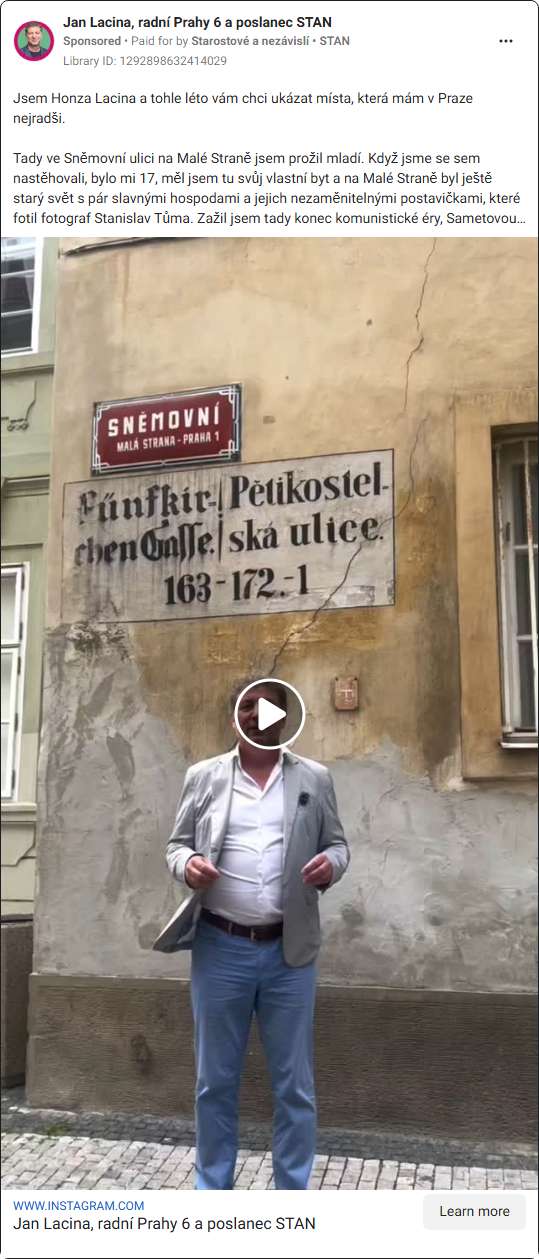 Jan Lacina, radní Prahy 6 a poslanec STAN
Sponsored • Paid for by Starostové a nezávislí • STAN
Library ID: 1292898632414029
Jsem Honza Lacina a tohle léto vám chci ukázat místa, která mám v Praze
nejradši.
Tady ve Sněmovní ulici na Malé Straně jsem prožil mladí. Když jsme se sem
nastěhovali, bylo mi 17, měl jsem tu svůj vlastní byt a na Malé Straně byl ještě
starý svět s pár slavnými hospodami a jejich nezaměnitelnými postavičkami, které
fotil fotograf Stanislav Tůma. Zažil jsem tady konec komunistické éry, Sametovou...
SNĚMOVNÍ
MALÁ STRANA - PRAHA 1
Fünfkir-
chen Gasse.
Pětikostel-
ská ulice.
163-172.-1
WWW.INSTAGRAM.COM
Jan Lacina, radní Prahy 6 a poslanec STAN
Learn more